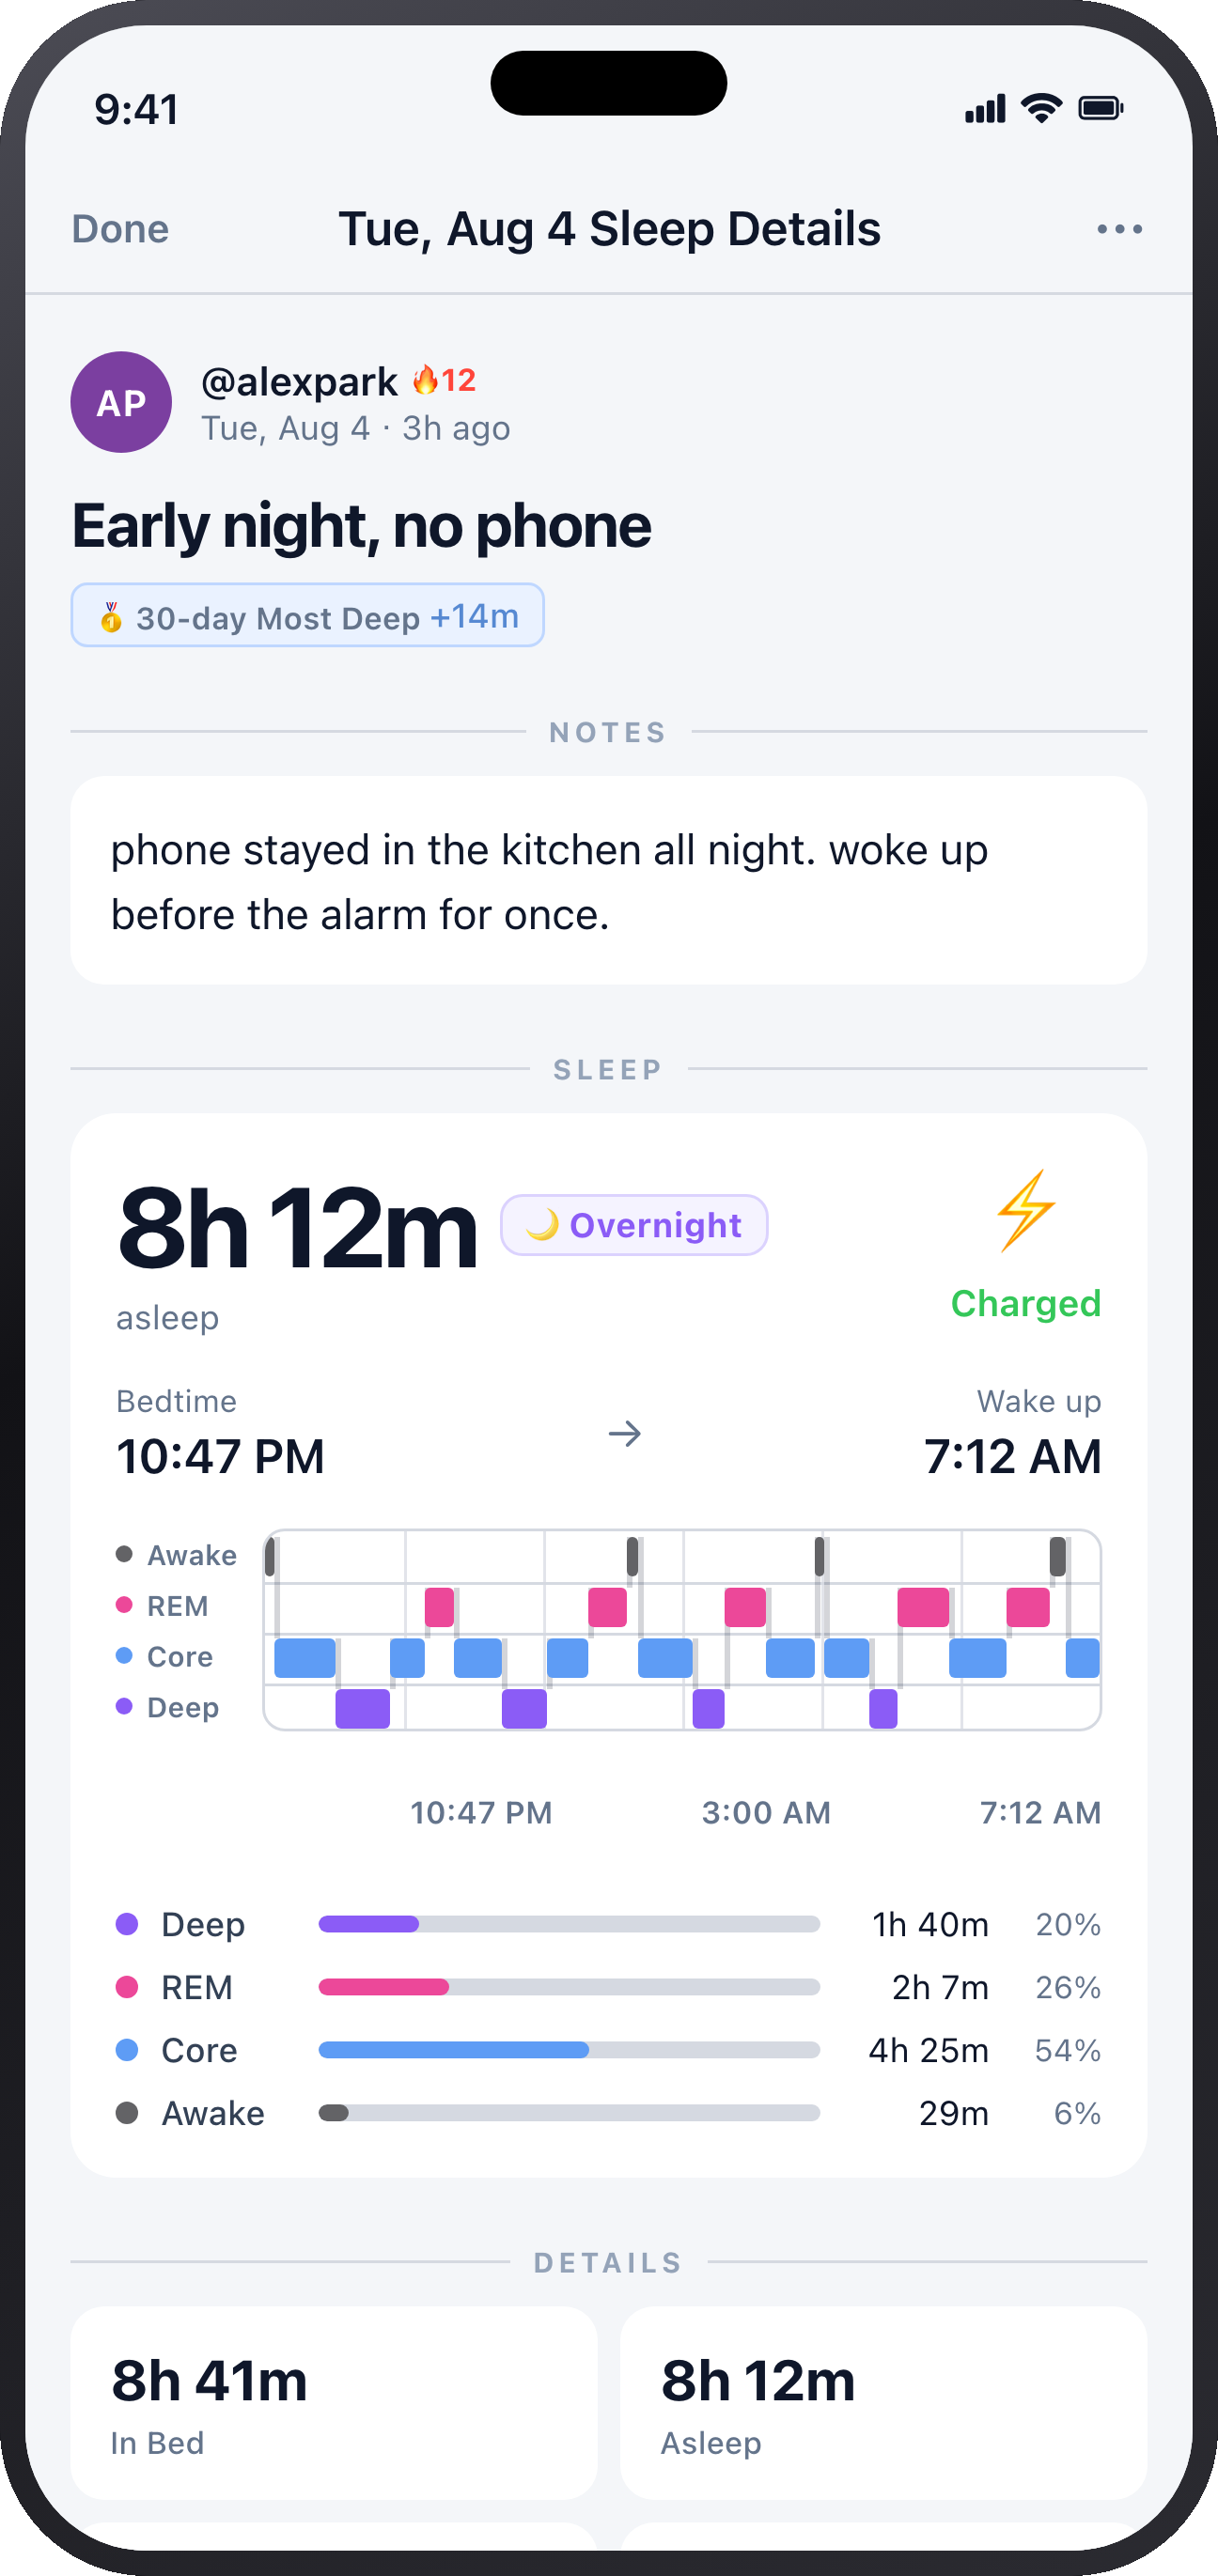 9:41
Done
Tue, Aug 4 Sleep Details
AP
@alexpark 🔥12
Tue, Aug 4 · 3h ago
Early night, no phone
🥇 30-day Most Deep +14m
NOTES
phone stayed in the kitchen all night. woke up
before the alarm for once.
SLEEP
8h 12m
🌙 Overnight
asleep
Charged
Bedtime
10:47 PM
→
Wake up
7:12 AM
Awake
REM
Core
Deep
10:47 PM 3:00 AM 7:12 AM
Deep 1h 40m 20%
REM 2h 7m 26%
Core 4h 25m 54%
Awake 29m 6%
DETAILS
8h 41m
In Bed
8h 12m
Asleep